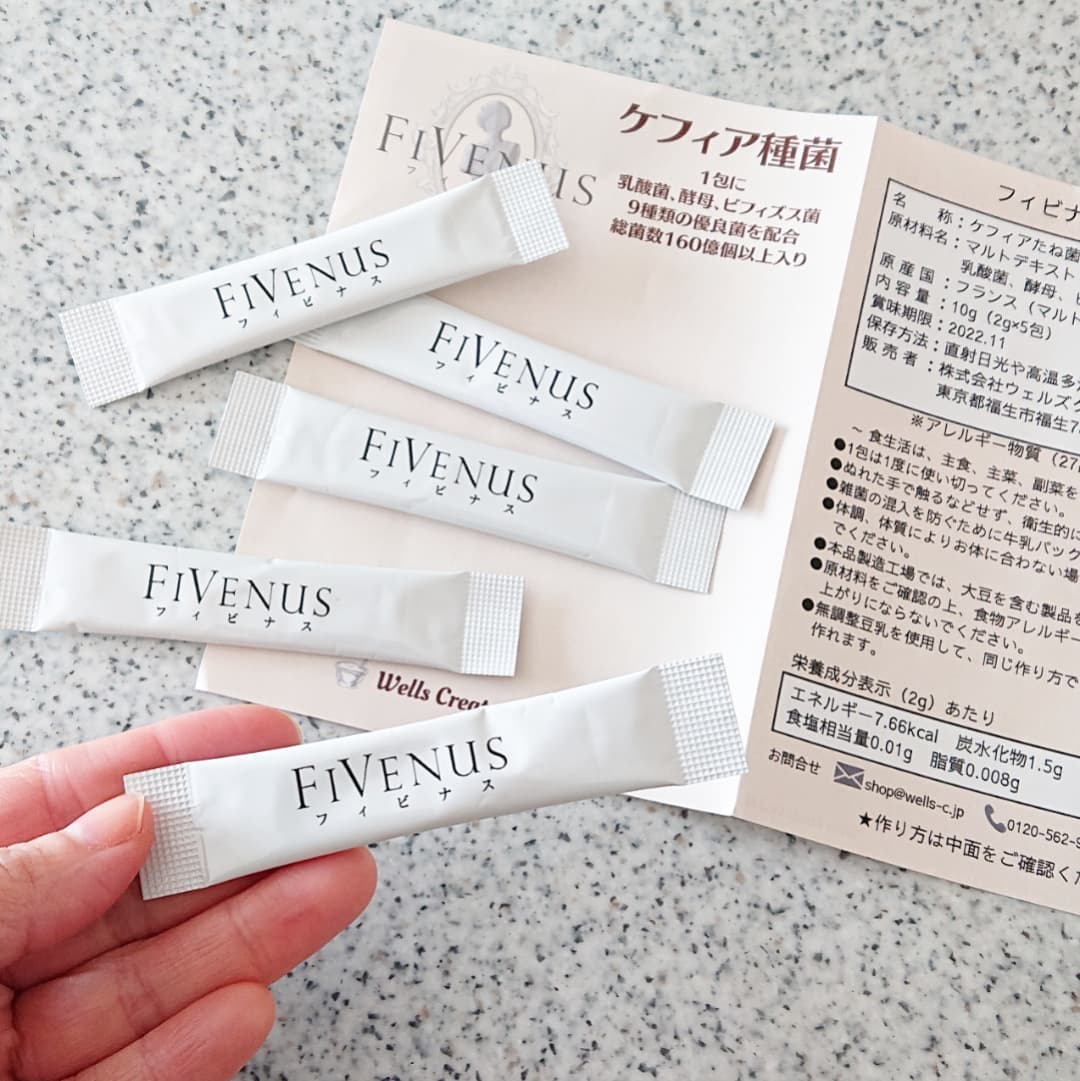 FiVENUS
ケフィア種菌
1包に
乳酸菌、酵母、ビフィズス菌
9種類の優良菌を配合
総菌数160億個以上入り
FiVENUS
フィビナス
FiVENUS
フィビナス
FiVENUS
フィビナス
FiVENUS
フィビナス
FiVENUS
フィビナス
Wells Creat
フィビナ
名 称：ケフィアたね菌
原材料名：マルトデキスト
乳酸菌、酵母、
原産国：フランス（マルト
内容量：10g（2g×5包）
賞味期限：2022.11
保存方法：直射日光や高温多
販売者：株式会社ウェルズク
東京都福生市福生7
※アレルギー物質（27
～ 食生活は、主食、主菜、副菜を
●1包は1度に使い切ってください。
●ぬれた手で触るなどせず、衛生的に
●雑菌の混入を防ぐために牛乳パック
●体調、体質によりお体に合わない場
でください。
●本品製造工場では、大豆を含む製品を
●原材料をご確認の上、食物アレルギー
上がりにならないでください。
●無調整豆乳を使用して、同じ作り方で
作れます。
栄養成分表示（2g）あたり
エネルギー7.66kcal 炭水化物1.5g
食塩相当量0.01g 脂質0.008g
お問合せ shop@wells-c.jp 0120-562-9
★作り方は中面をご確認くだ